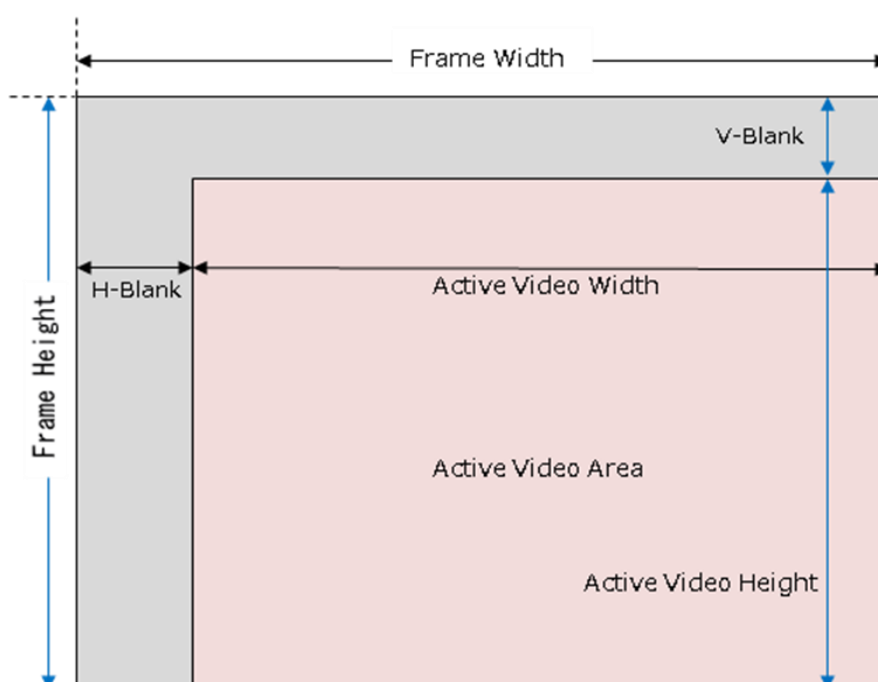 Frame Width
V-Blank
H-Blank
Active Video Width
Frame Height
Active Video Area
Active Video Height